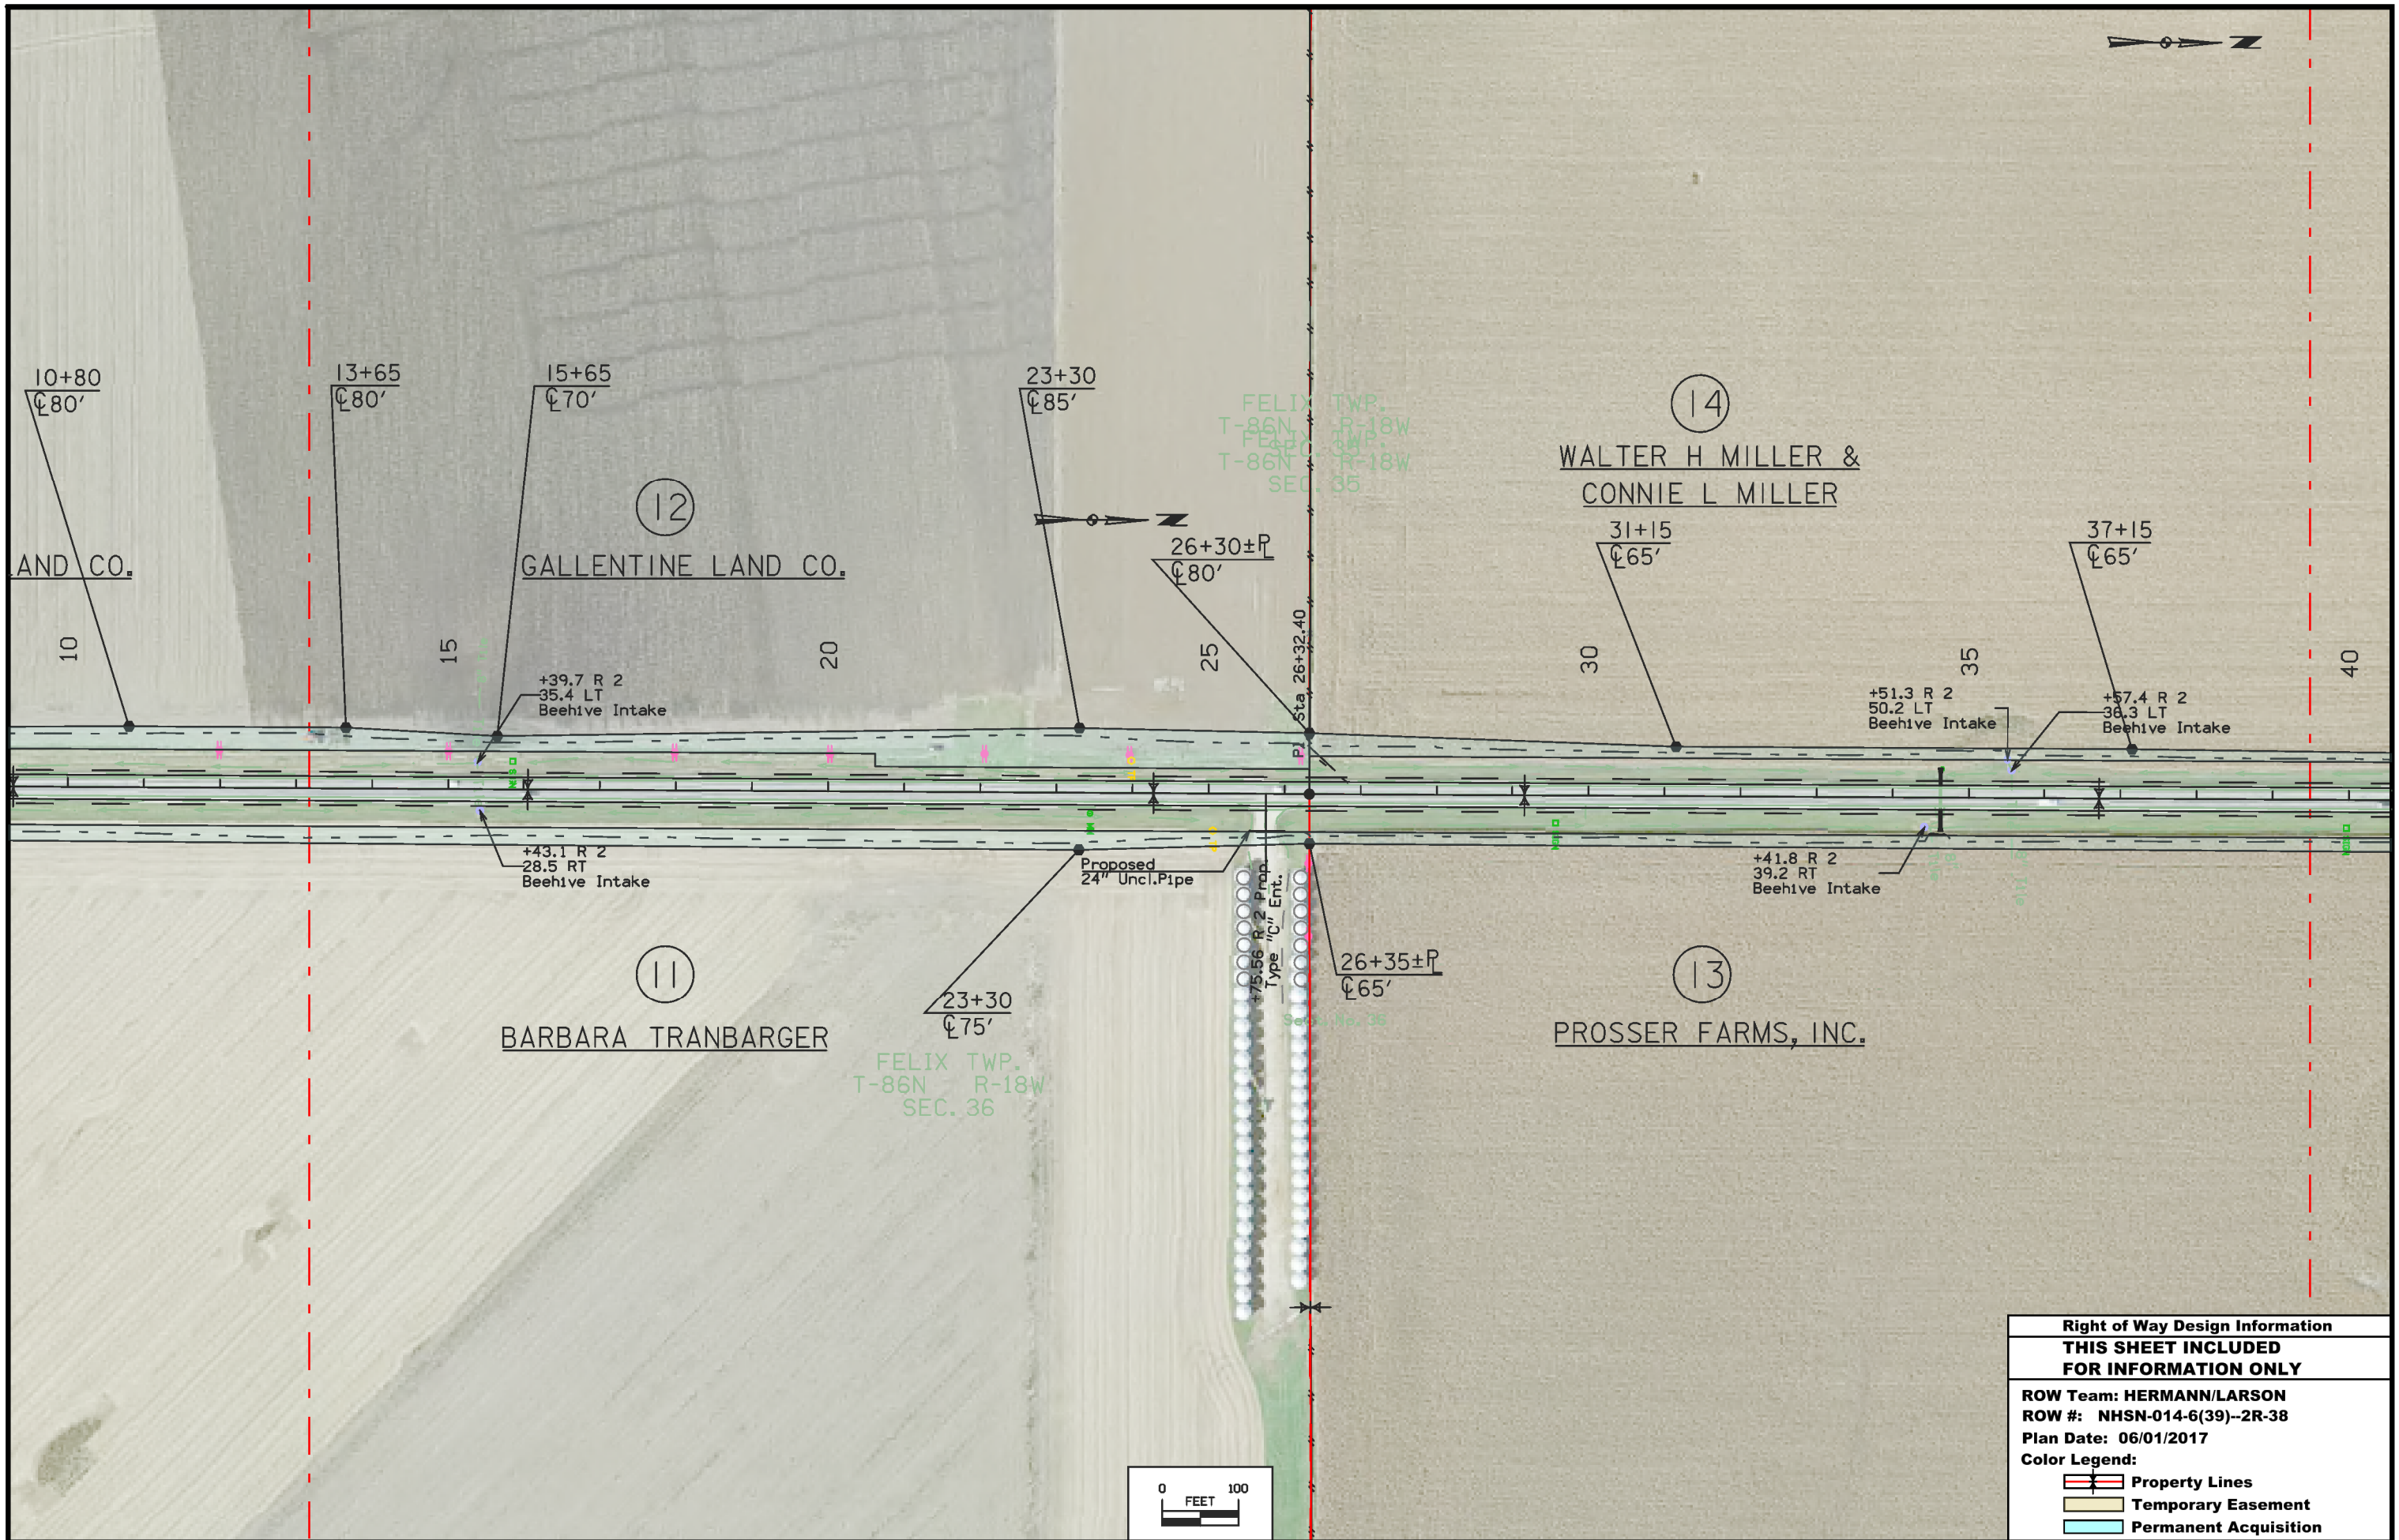 10+80
℄80'
13+65
℄80'
15+65
℄70'
23+30
℄85'
FELIX TWP.
T-86N R-18W
FELIX TWP.
T-86N R-18W
SEC. 35
14
WALTER H MILLER &
CONNIE L MILLER
12
GALLENTINE LAND CO.
LAND CO.
26+30±PL
℄80'
31+15
℄65'
37+15
℄65'
10
15
20
25
30
35
40
PI Sta. 26+32.40
+39.7 R 2
35.4 LT
Beehive Intake
+51.3 R 2
50.2 LT
Beehive Intake
+57.4 R 2
36.3 LT
Beehive Intake
+43.1 R 2
28.5 RT
Beehive Intake
Proposed
24" Uncl.Pipe
+75.56 R 2 Prop.
Type "C" Ent.
+41.8 R 2
39.2 RT
Beehive Intake
11
BARBARA TRANBARGER
23+30
℄75'
26+35±PL
℄65'
13
PROSSER FARMS, INC.
FELIX TWP.
T-86N R-18W
SEC. 36
0 100
FEET
Right of Way Design Information
THIS SHEET INCLUDED
FOR INFORMATION ONLY
ROW Team: HERMANN/LARSON
ROW #: NHSN-014-6(39)--2R-38
Plan Date: 06/01/2017
Color Legend:
Property Lines
Temporary Easement
Permanent Acquisition